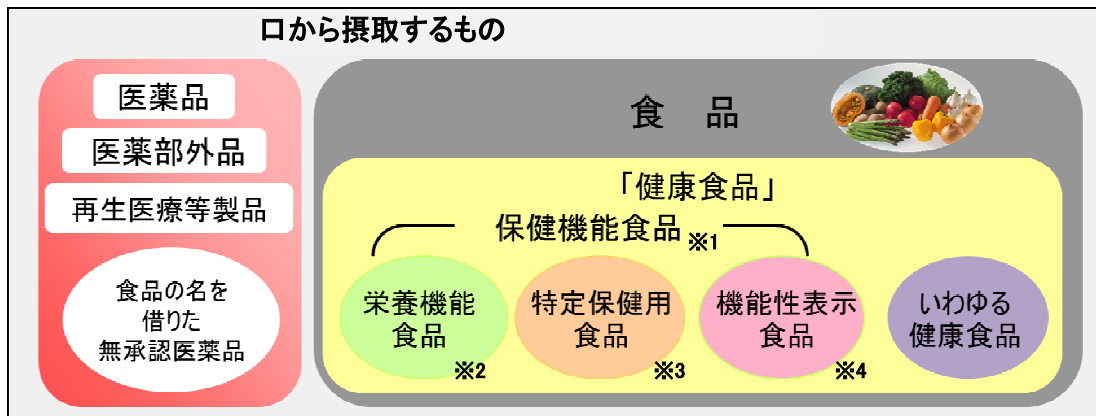 口から摂取するもの
医薬品
医薬部外品
再生医療等製品
食品の名を
借りた
無承認医薬品
食 品
「健康食品」
保健機能食品※1
栄養機能
食品
※2
特定保健用
食品
※3
機能性表示
食品
※4
いわゆる
健康食品